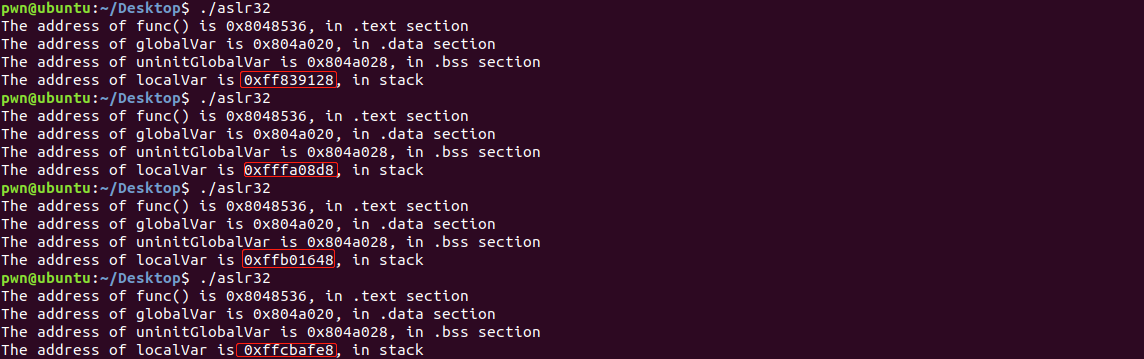 pwn@ubuntu:~/Desktop$ ./aslr32
The address of func() is 0x8048536, in .text section
The address of globalVar is 0x804a020, in .data section
The address of uninitGlobalVar is 0x804a028, in .bss section
The address of localVar is 0xff839128, in stack
pwn@ubuntu:~/Desktop$ ./aslr32
The address of func() is 0x8048536, in .text section
The address of globalVar is 0x804a020, in .data section
The address of uninitGlobalVar is 0x804a028, in .bss section
The address of localVar is 0xfffa08d8, in stack
pwn@ubuntu:~/Desktop$ ./aslr32
The address of func() is 0x8048536, in .text section
The address of globalVar is 0x804a020, in .data section
The address of uninitGlobalVar is 0x804a028, in .bss section
The address of localVar is 0xffb01648, in stack
pwn@ubuntu:~/Desktop$ ./aslr32
The address of func() is 0x8048536, in .text section
The address of globalVar is 0x804a020, in .data section
The address of uninitGlobalVar is 0x804a028, in .bss section
The address of localVar is 0xffcbafe8, in stack